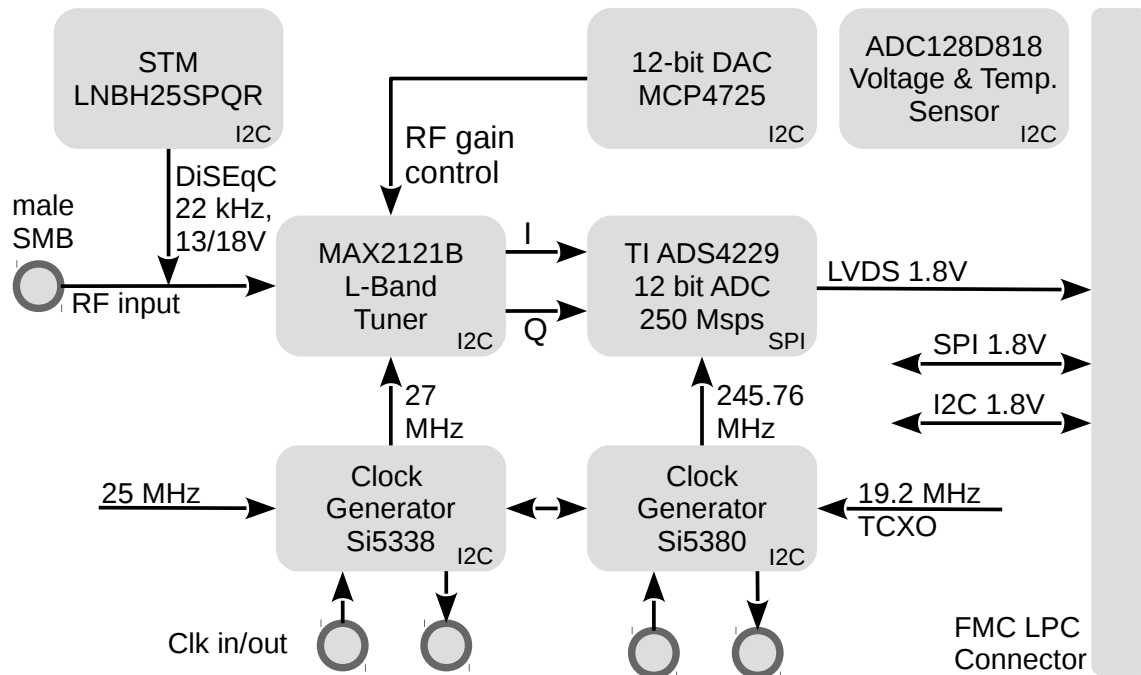 STM
LNBH25SPQR
I2C
12-bit DAC
MCP4725
I2C
ADC128D818
Voltage & Temp.
Sensor
I2C
RF gain
control
DiSEqC
22 kHz,
13/18V
male
SMB
RF input
MAX2121B
L-Band
Tuner
I2C
I
Q
TI ADS4229
12 bit ADC
250 Msps
SPI
LVDS 1.8V
SPI 1.8V
I2C 1.8V
27
MHz
245.76
MHz
25 MHz
Clock
Generator
Si5338
I2C
Clock
Generator
Si5380
I2C
19.2 MHz
TCXO
Clk in/out
FMC LPC
Connector